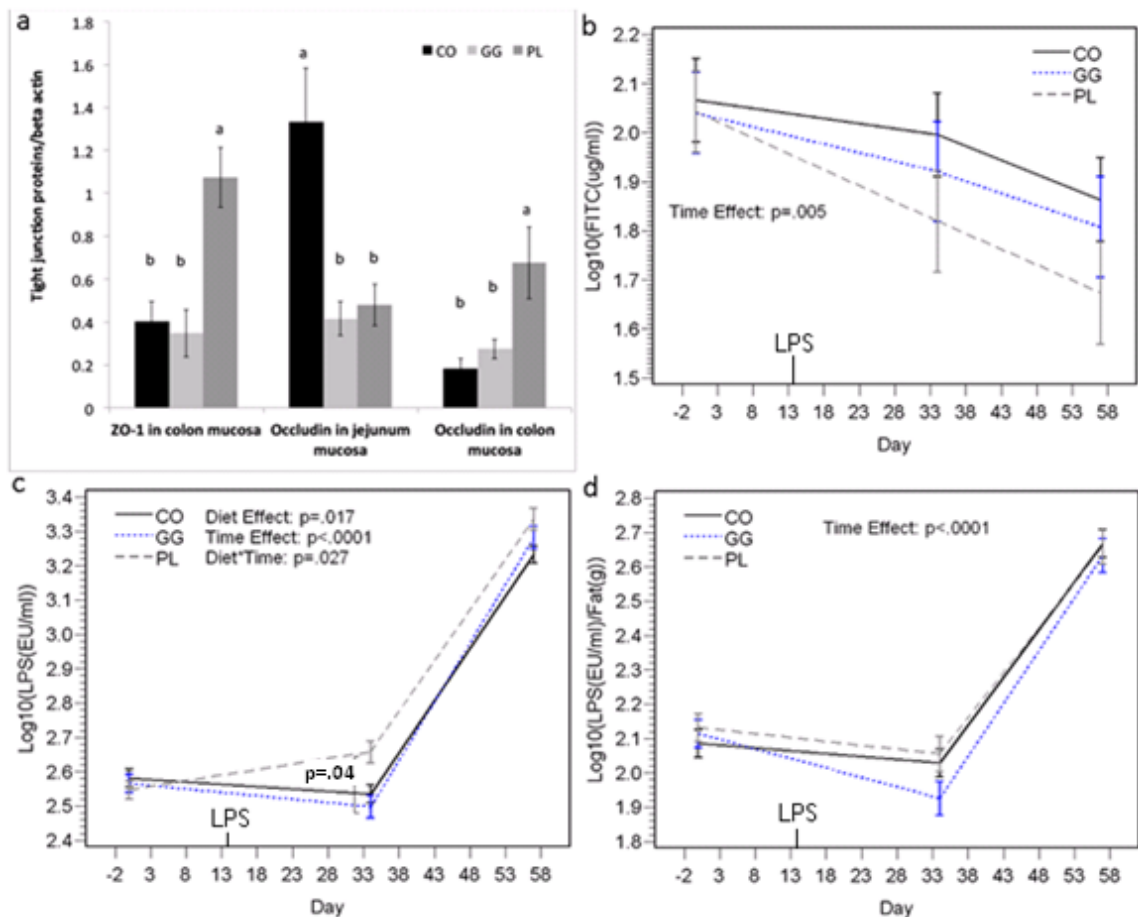 a
Tight junction proteins/beta actin
1.8
1.6
1.4
1.2
1
0.8
0.6
0.4
0.2
0
CO GG PL
b b a
a b b
b b a
ZO-1 in colon mucosa Occludin in jejunum mucosa Occludin in colon mucosa
b
Log10(FITC(ug/ml))
2.2
2.1
2.0
1.9
1.8
1.7
1.6
1.5
CO
GG
PL
Time Effect: p=.005
LPS
-2 3 8 13 18 23 28 33 38 43 48 53 58
Day
c
Log10(LPS(EU/ml))
3.4
3.3
3.2
3.1
3.0
2.9
2.8
2.7
2.6
2.5
2.4
CO
GG
PL
Diet Effect: p=.017
Time Effect: p<.0001
Diet*Time: p=.027
p=.04
LPS
-2 3 8 13 18 23 28 33 38 43 48 53 58
Day
d
Log10(LPS(EU/ml)/Fat(g))
2.8
2.7
2.6
2.5
2.4
2.3
2.2
2.1
2.0
1.9
1.8
CO
GG
PL
Time Effect: p<.0001
LPS
-2 3 8 13 18 23 28 33 38 43 48 53 58
Day